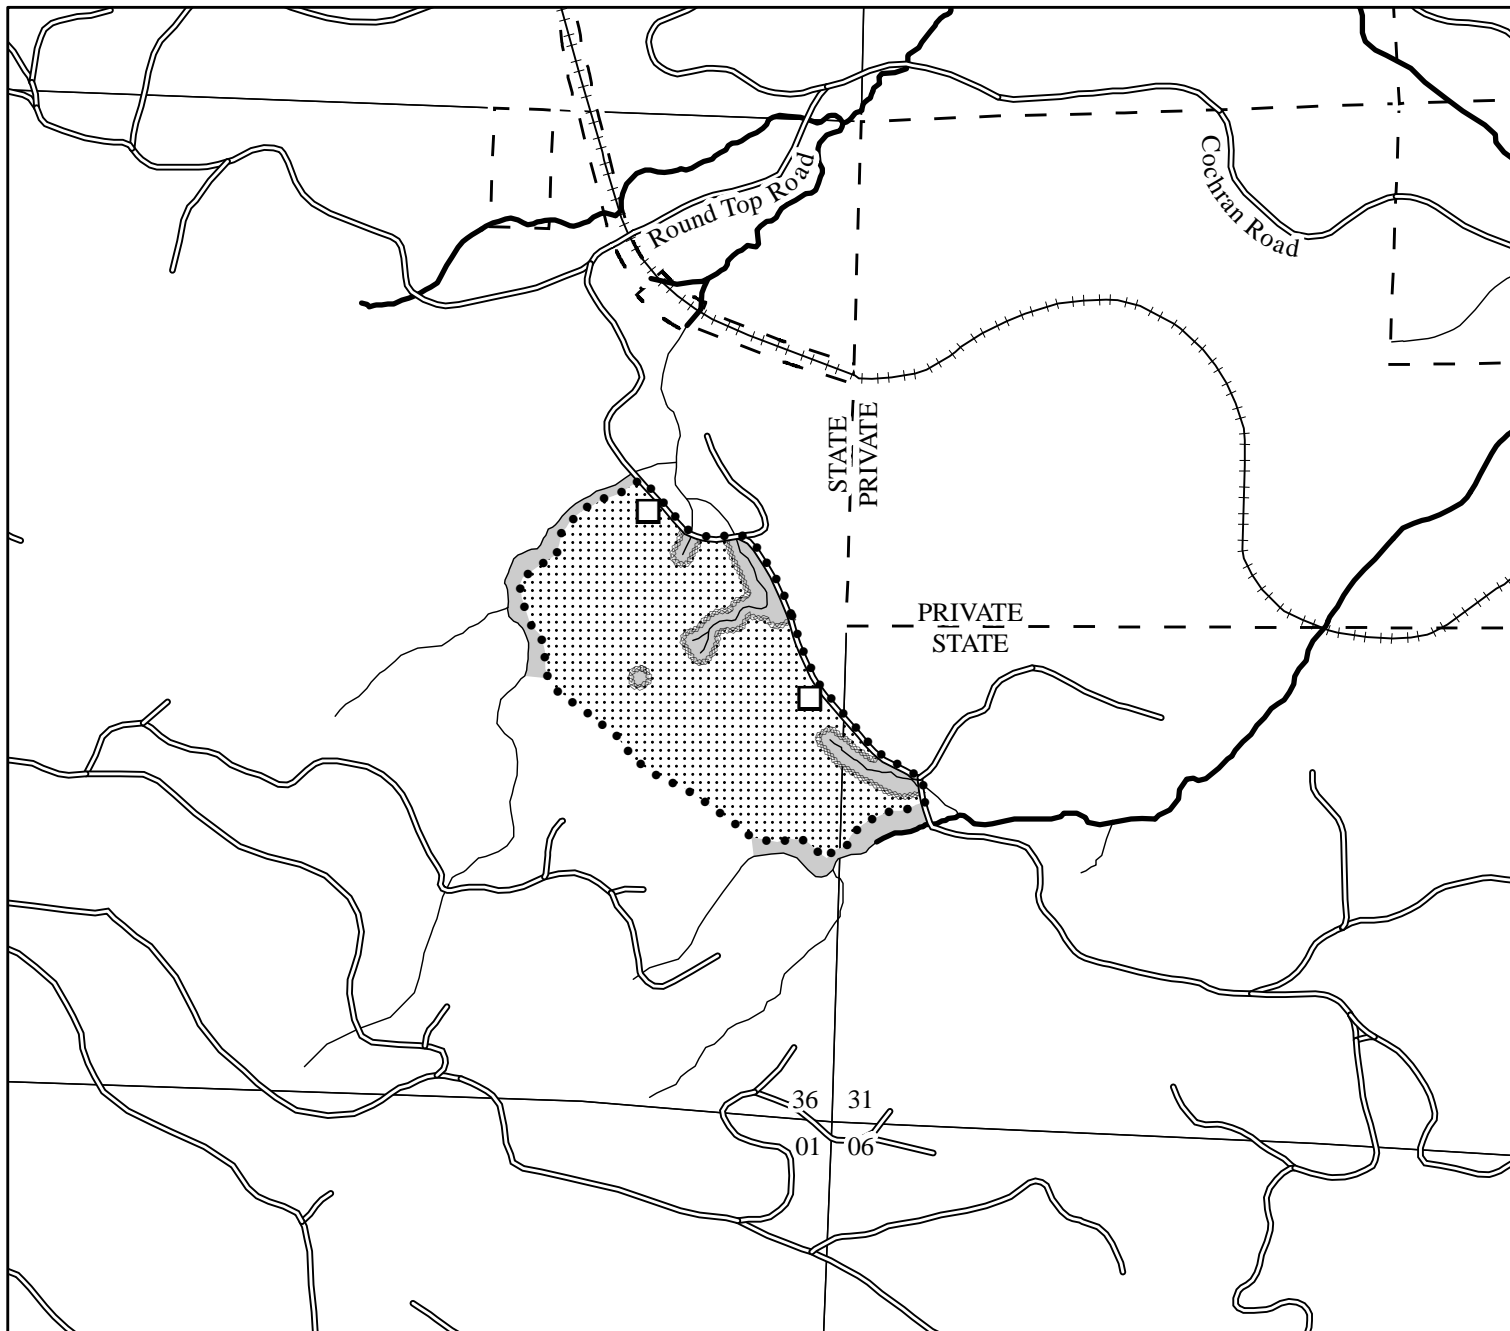 Round Top Road
Cochran Road
STATE
PRIVATE
PRIVATE
STATE
36 31
01 06